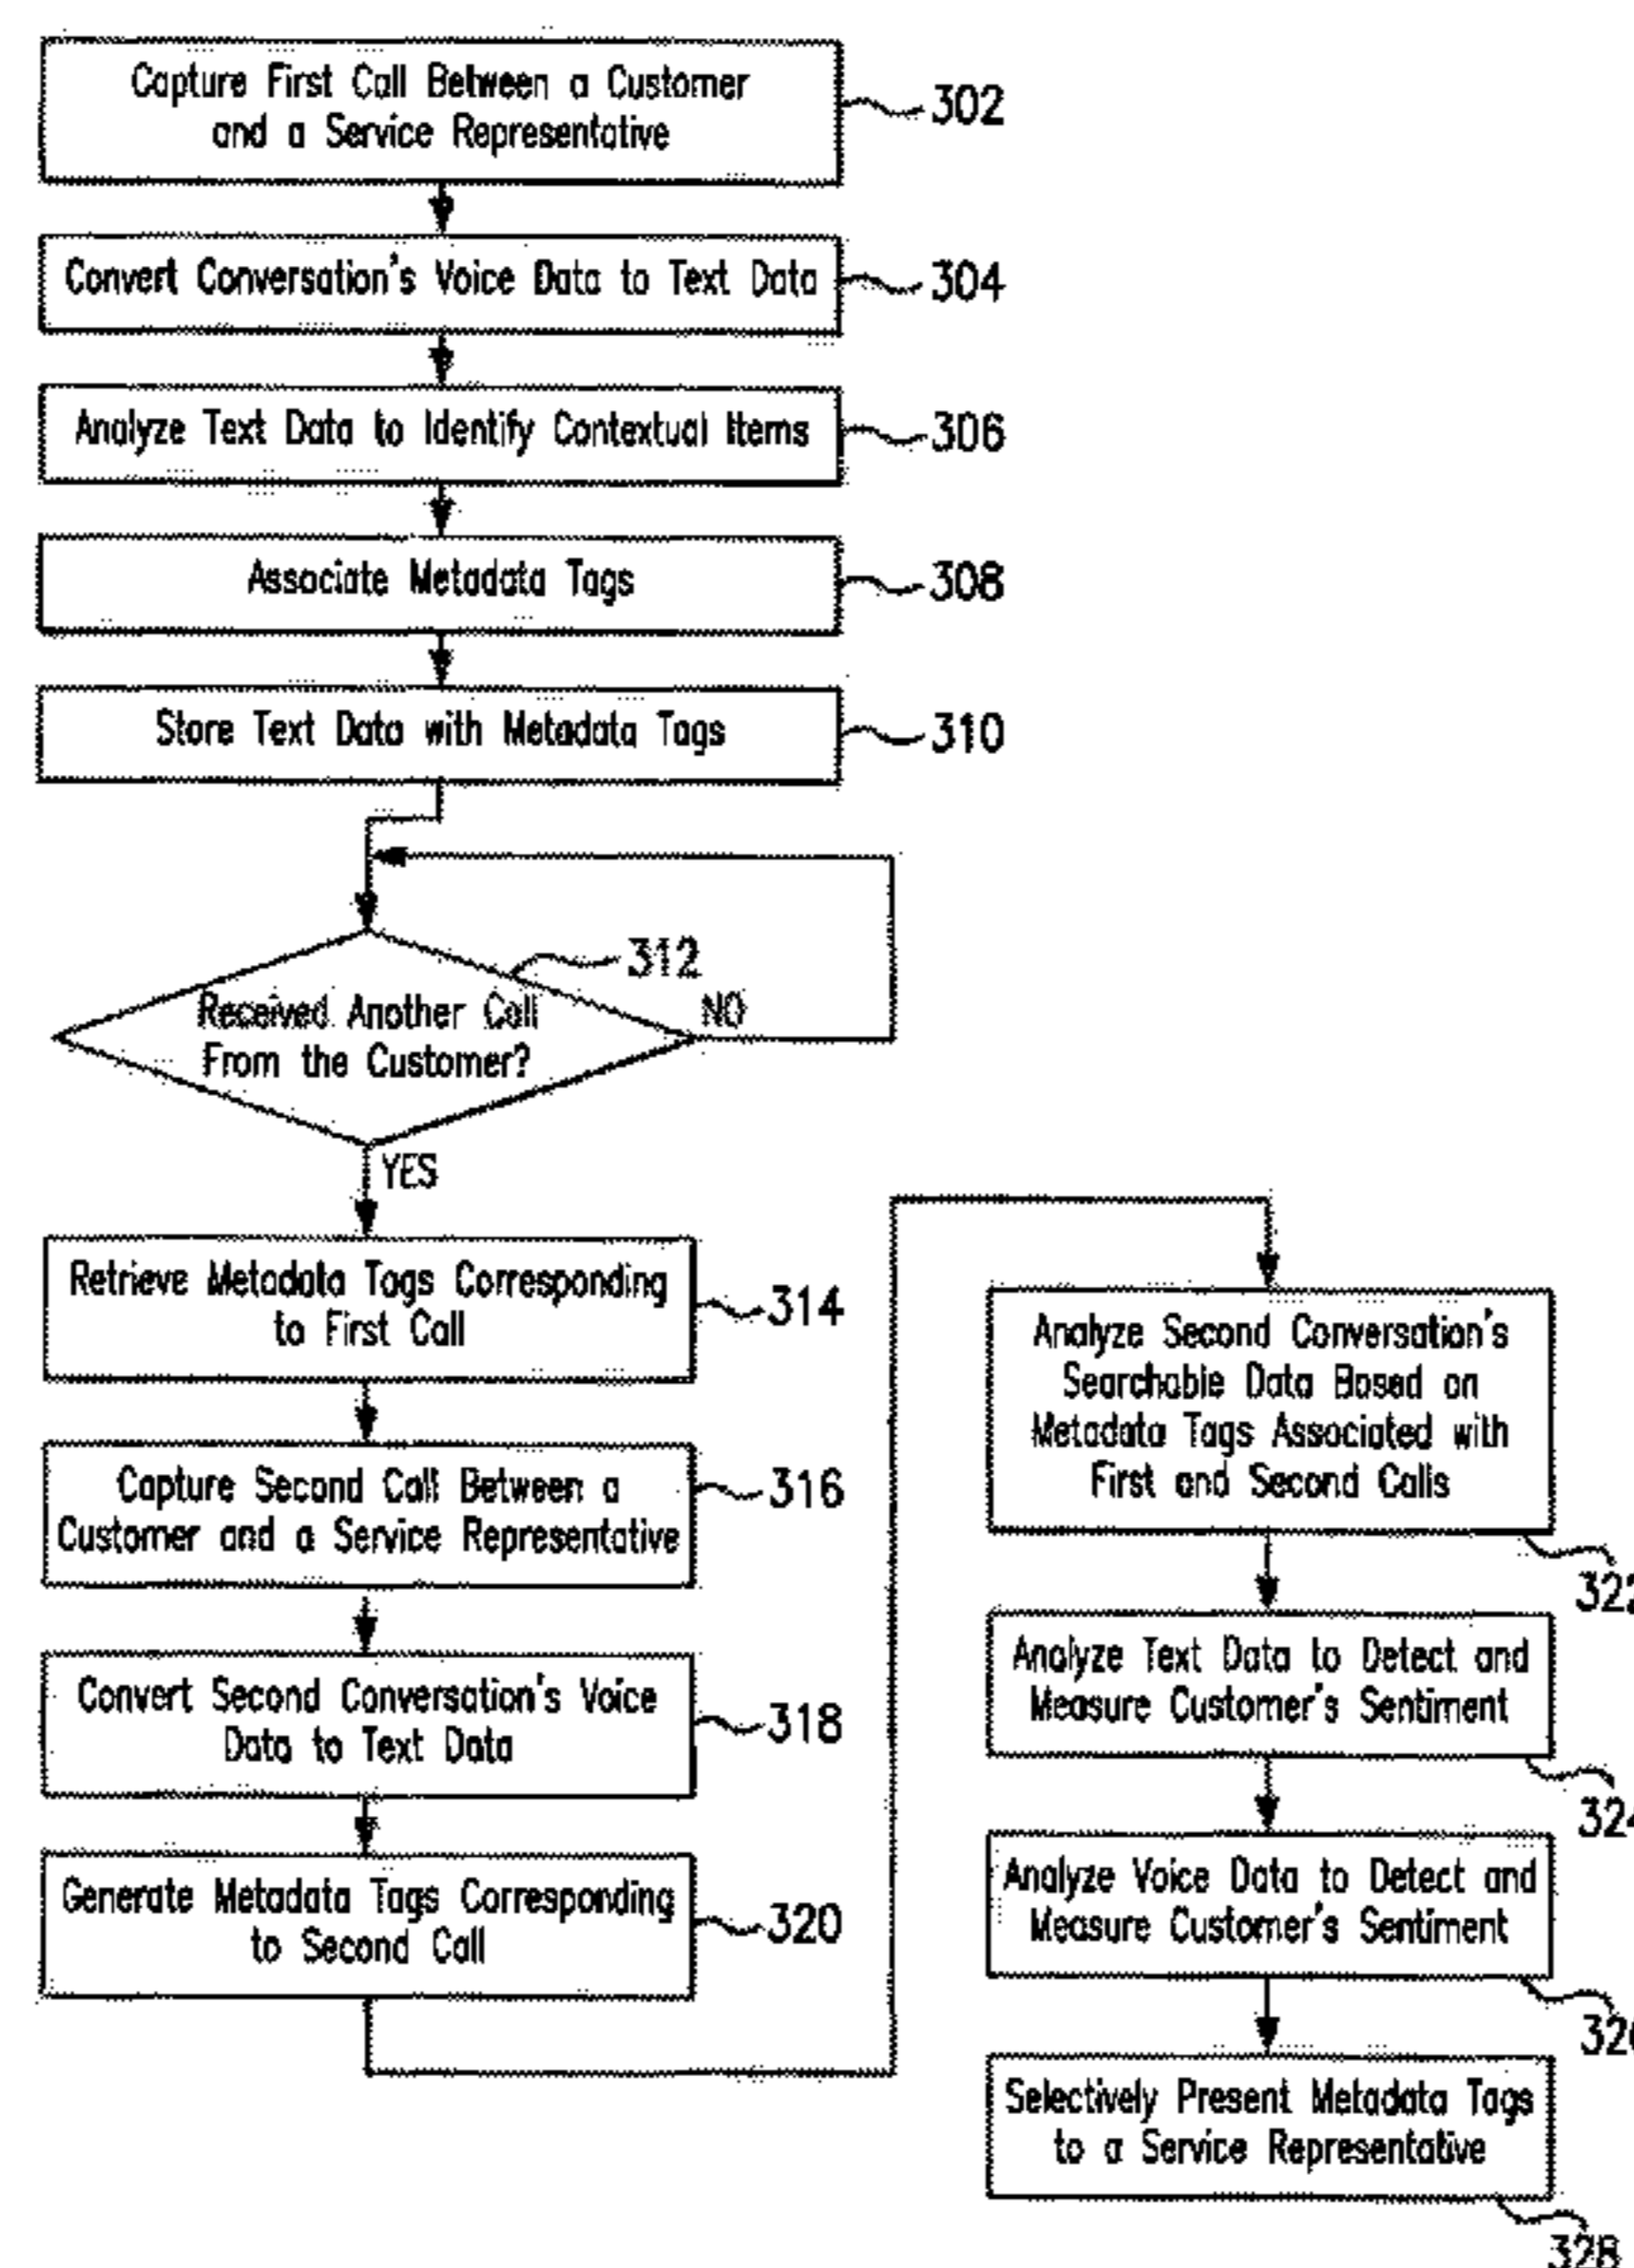 Capture First Call Between a Customer
and a Service Representative
302
Convert Conversation's Voice Data to Text Data
304
Analyze Text Data to Identify Contextual Items
306
Associate Metadata Tags
308
Store Text Data with Metadata Tags
310
312
Received Another Call
From the Customer?
NO
YES
Retrieve Metadata Tags Corresponding
to First Call
314
Capture Second Call Between a
Customer and a Service Representative
316
Convert Second Conversation's Voice
Data to Text Data
318
Generate Metadata Tags Corresponding
to Second Call
320
Analyze Second Conversation's
Searchable Data Based on
Metadata Tags Associated with
First and Second Calls
322
Analyze Text Data to Detect and
Measure Customer's Sentiment
324
Analyze Voice Data to Detect and
Measure Customer's Sentiment
326
Selectively Present Metadata Tags
to a Service Representative
328